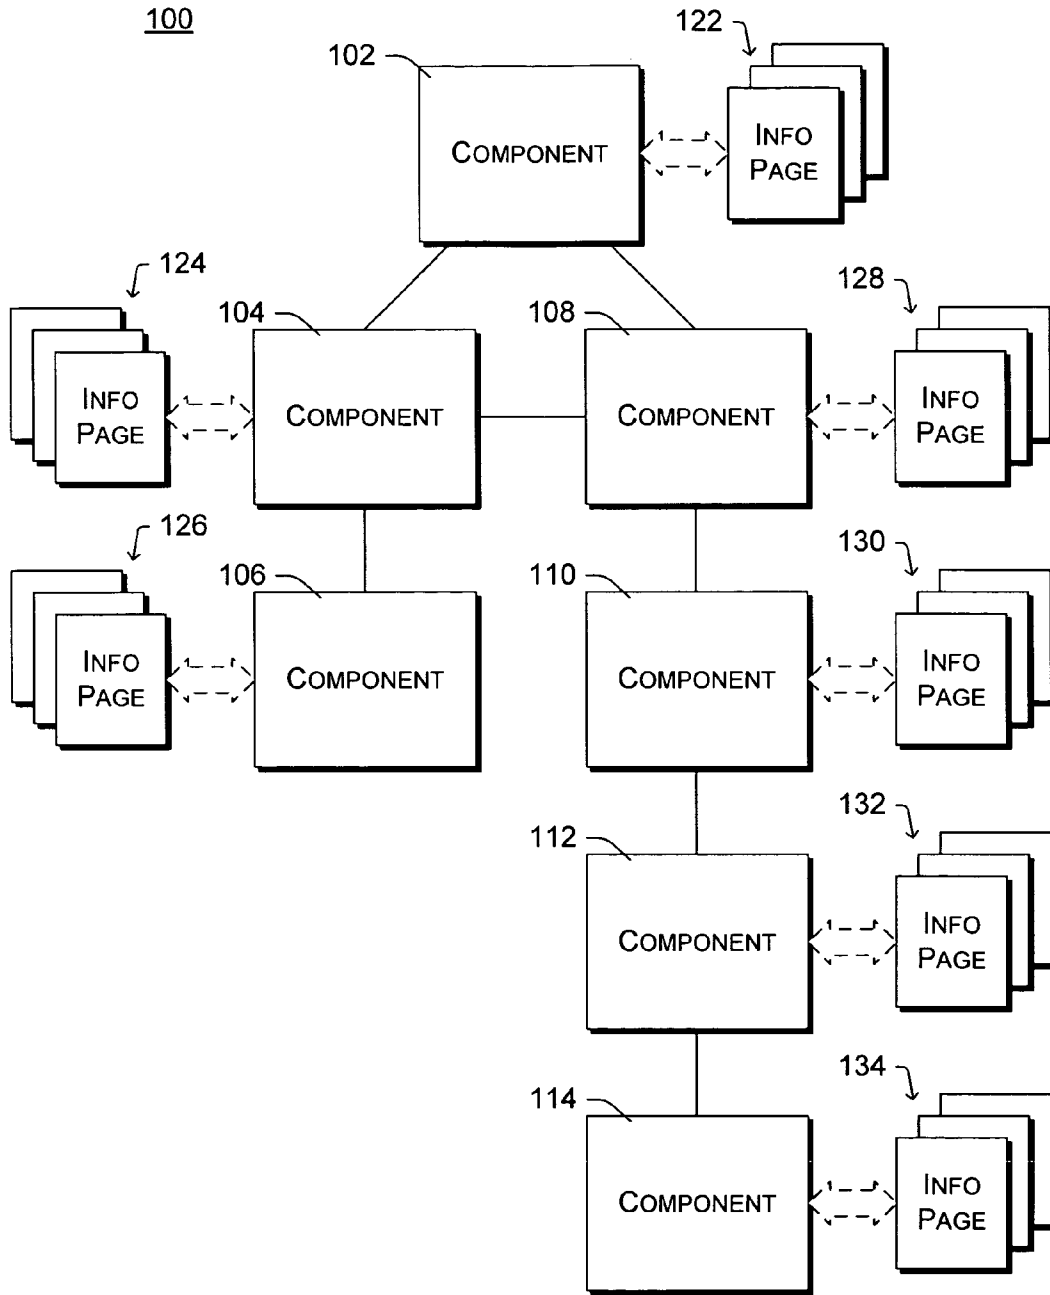 100
102
122
COMPONENT
INFO
PAGE
124
104
108
128
INFO
PAGE
COMPONENT
COMPONENT
INFO
PAGE
126
106
110
130
INFO
PAGE
COMPONENT
COMPONENT
INFO
PAGE
112
132
COMPONENT
INFO
PAGE
114
134
COMPONENT
INFO
PAGE